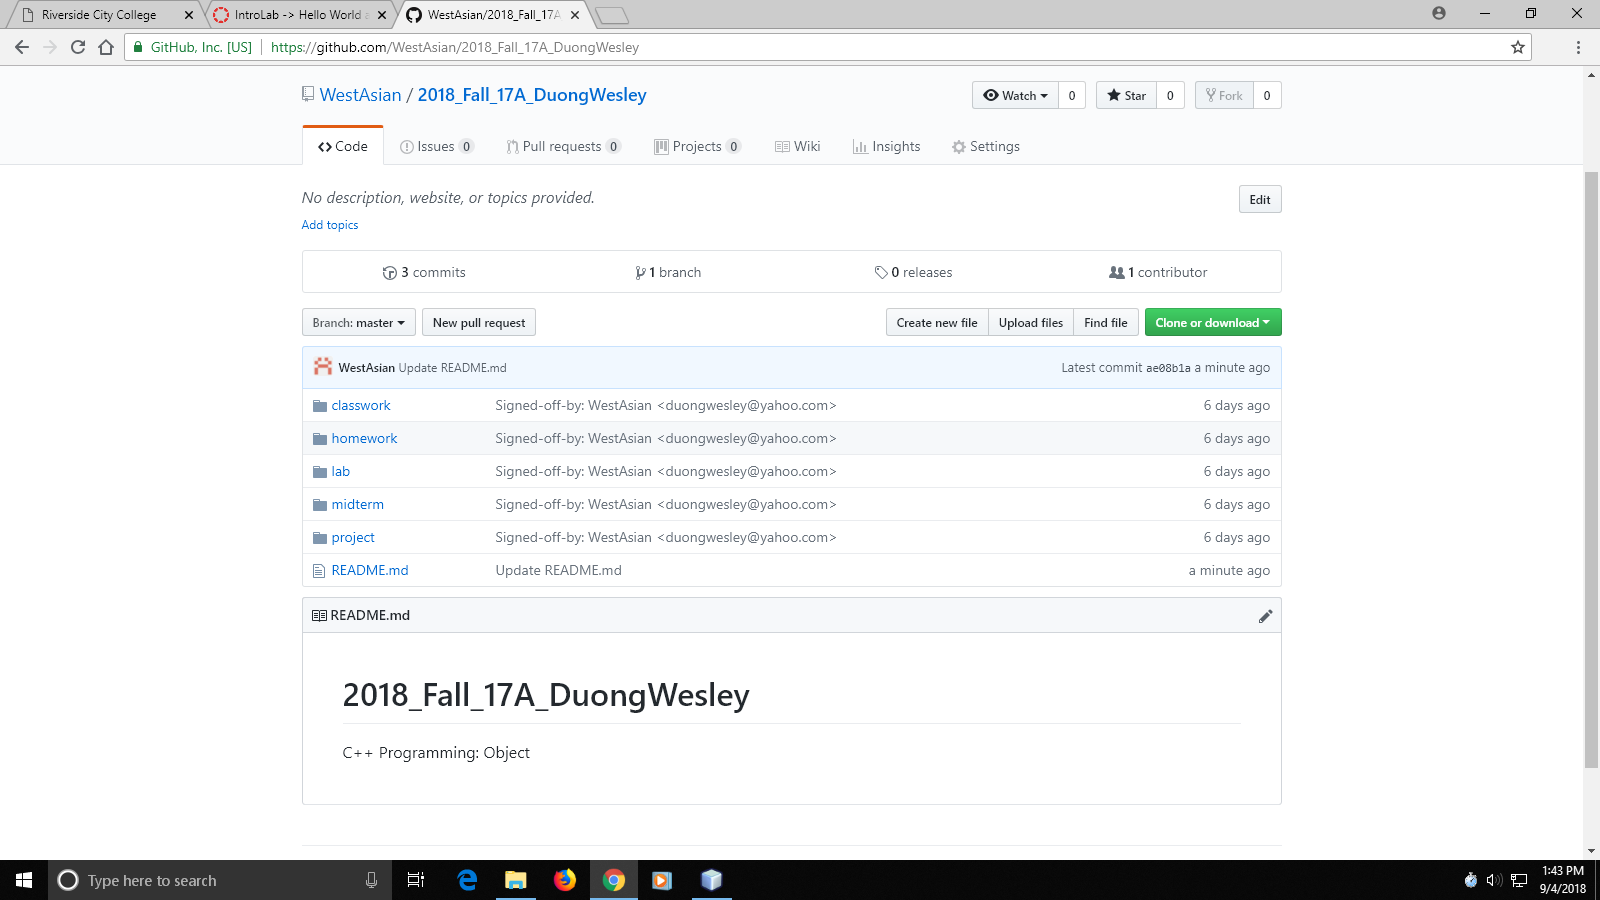 Riverside City College
IntroLab -> Hello World a
WestAsian/2018_Fall_17A
GitHub, Inc. [US]
https://github.com/WestAsian/2018_Fall_17A_DuongWesley
WestAsian / 2018_Fall_17A_DuongWesley
Watch 0
Star 0
Fork 0
Code
Issues 0
Pull requests 0
Projects 0
Wiki
Insights
Settings
No description, website, or topics provided.
Edit
Add topics
3 commits
1 branch
0 releases
1 contributor
Branch: master
New pull request
Create new file
Upload files
Find file
Clone or download
WestAsian Update README.md
Latest commit ae08b1a a minute ago
classwork Signed-off-by: WestAsian <duongwesley@yahoo.com> 6 days ago
homework Signed-off-by: WestAsian <duongwesley@yahoo.com> 6 days ago
lab Signed-off-by: WestAsian <duongwesley@yahoo.com> 6 days ago
midterm Signed-off-by: WestAsian <duongwesley@yahoo.com> 6 days ago
project Signed-off-by: WestAsian <duongwesley@yahoo.com> 6 days ago
README.md Update README.md a minute ago
README.md
2018_Fall_17A_DuongWesley
C++ Programming: Object
Type here to search
1:43 PM
9/4/2018